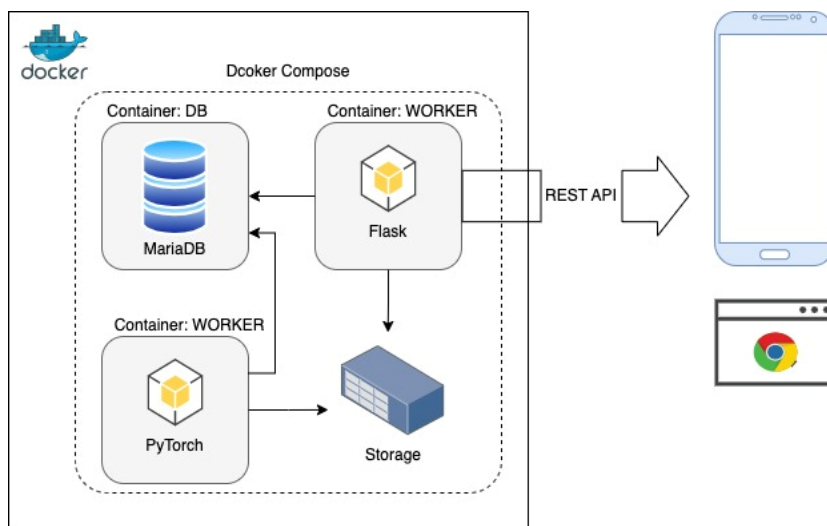 docker
Dcoker Compose
Container: DB
Container: WORKER
MariaDB
Flask
REST API
Container: WORKER
PyTorch
Storage